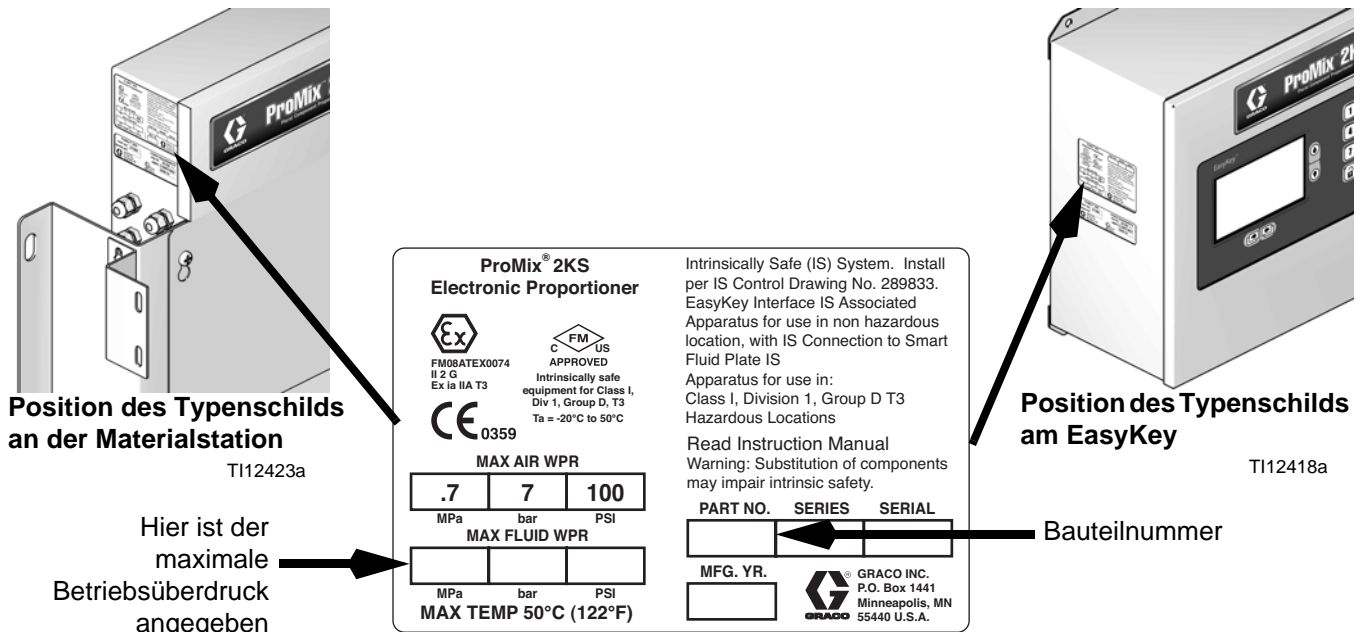 ProMix 2K
GRACO
EasyKey
Position des Typenschilds
an der Materialstation
TI12423a
Hier ist der
maximale
Betriebsüberdruck
angegeben
ProMix® 2KS
Electronic Proportioner
Ex
FM08ATEX0074
II 2 G
Ex ia IIA T3
FM
C US
APPROVED
Intrinsically safe
equipment for Class I,
Div 1, Group D, T3
Ta = -20°C to 50°C
CE 0359
MAX AIR WPR
.7 7 100
MPa bar PSI
MAX FLUID WPR
MPa bar PSI
MAX TEMP 50°C (122°F)
Intrinsically Safe (IS) System. Install
per IS Control Drawing No. 289833.
EasyKey Interface IS Associated
Apparatus for use in non hazardous
location, with IS Connection to Smart
Fluid Plate IS
Apparatus for use in:
Class I, Division 1, Group D T3
Hazardous Locations
Read Instruction Manual
Warning: Substitution of components
may impair intrinsic safety.
PART NO. SERIES SERIAL
MFG. YR.
GRACO
®
GRACO INC.
P.O. Box 1441
Minneapolis, MN
55440 U.S.A.
Position des Typenschilds
am EasyKey
TI12418a
Bauteilnummer